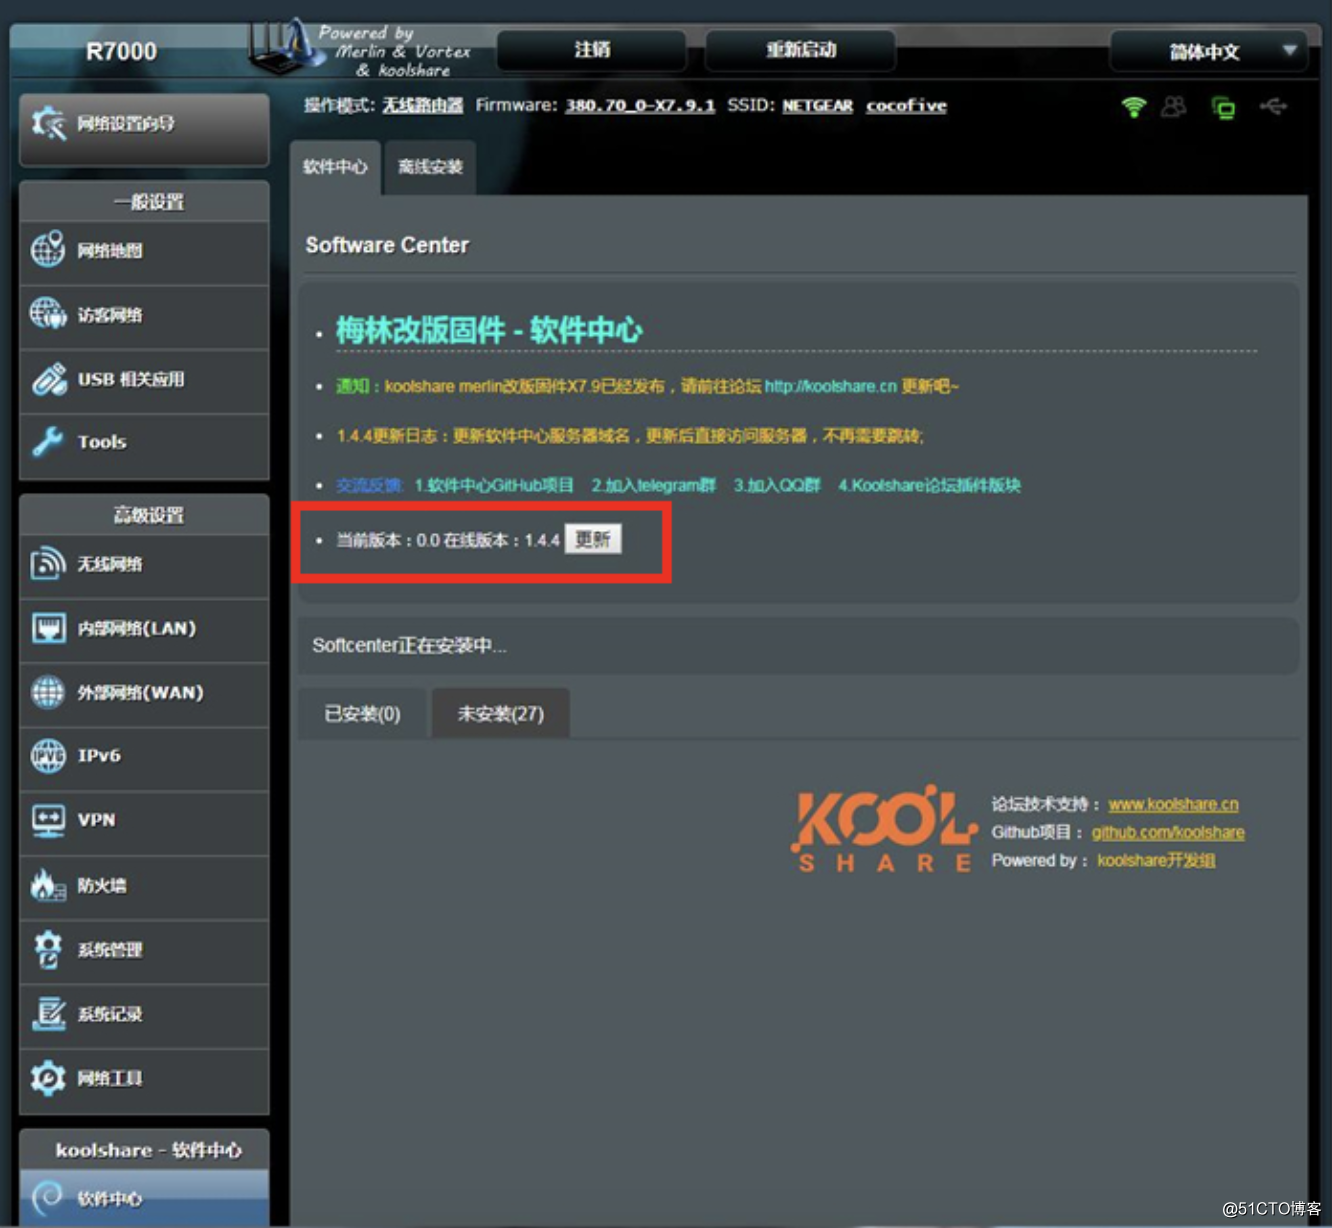 R7000
Powered by
Merlin & Vortex
& koolshare
注销
重新启动
简体中文
操作模式: 无线路由器 Firmware: 380.70_0-X7.9.1 SSID: NETGEAR cocofive
网络设置向导
一般设置
网络地图
访客网络
USB 相关应用
Tools
高级设置
无线网络
内部网络(LAN)
外部网络(WAN)
IPv6
VPN
防火墙
系统管理
系统记录
网络工具
koolshare - 软件中心
软件中心
软件中心
离线安装
Software Center
梅林改版固件 - 软件中心
通知：koolshare merlin改版固件X7.9已经发布，请前往论坛 http://koolshare.cn 更新吧~
1.4.4更新日志：更新软件中心服务器域名，更新后直接访问服务器，不再需要跳转;
交流反馈: 1.软件中心GitHub项目 2.加入telegram群 3.加入QQ群 4.Koolshare论坛插件版块
当前版本：0.0 在线版本：1.4.4 更新
Softcenter正在安装中...
已安装(0)
未安装(27)
KOOL
SHARE
论坛技术支持： www.koolshare.cn
Github项目： github.com/koolshare
Powered by： koolshare开发组
@51CTO博客